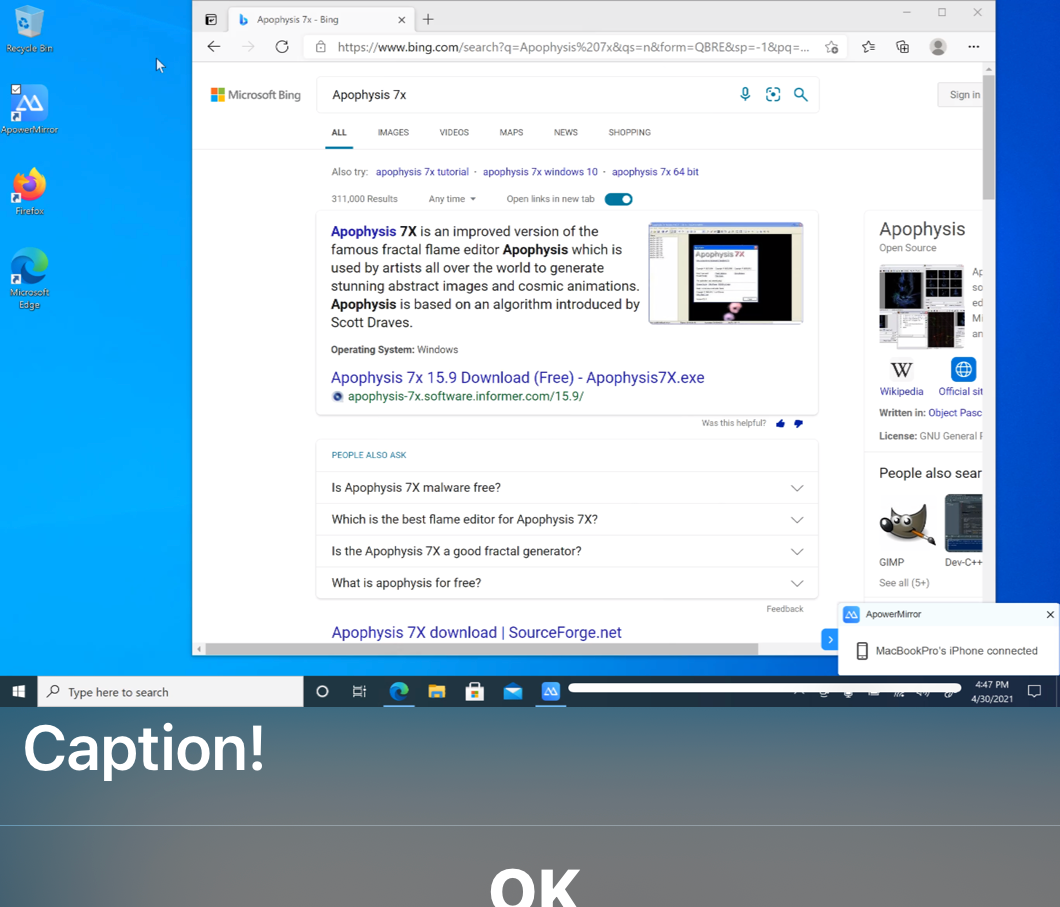 Apophysis 7x - Bing
https://www.bing.com/search?q=Apophysis%207x&qs=n&form=QBRE&sp=-1&pq=...
Recycle Bin
ApowerMirror
Firefox
Microsoft
Edge
Microsoft Bing
Apophysis 7x
Sign in
ALL
IMAGES
VIDEOS
MAPS
NEWS
SHOPPING
Also try: apophysis 7x tutorial · apophysis 7x windows 10 · apophysis 7x 64 bit
311,000 Results
Any time
Open links in new tab
Apophysis 7X is an improved version of the
famous fractal flame editor Apophysis which is
used by artists all over the world to generate
stunning abstract images and cosmic animations.
Apophysis is based on an algorithm introduced by
Scott Draves.
Apophysis 7X
Operating System: Windows
Apophysis 7x 15.9 Download (Free) - Apophysis7X.exe
apophysis-7x.software.informer.com/15.9/
Was this helpful?
PEOPLE ALSO ASK
Is Apophysis 7X malware free?
Which is the best flame editor for Apophysis 7X?
Is the Apophysis 7X a good fractal generator?
What is apophysis for free?
Feedback
Apophysis 7X download | SourceForge.net
Apophysis
Open Source
Ap
sc
ed
Mi
an
W
Wikipedia
Official sit
Written in: Object Pasc
License: GNU General P
People also sear
GIMP
Dev-C++
See all (5+)
ApowerMirror
MacBookPro's iPhone connected
Type here to search
4:47 PM
4/30/2021
Caption!
OK